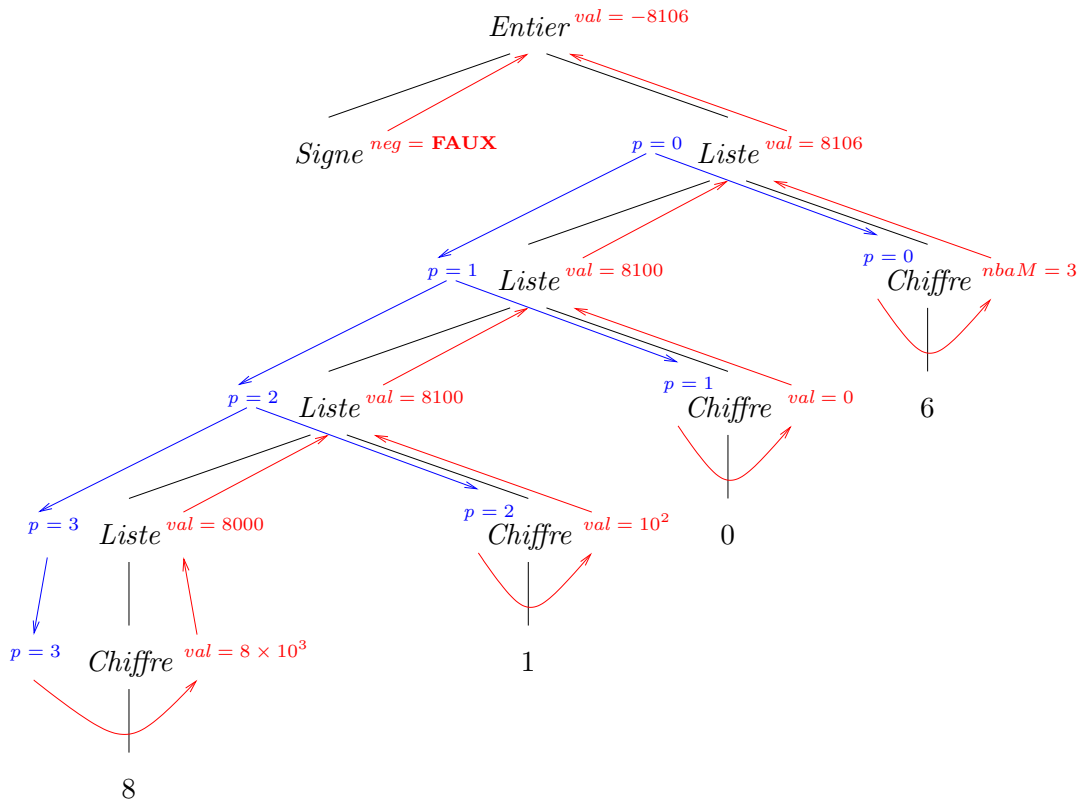 Entier val = −8106
Signe neg = FAUX p = 0 Liste val = 8106
p = 1 Liste val = 8100 p = 0 Chiffre nbaM = 3
p = 2 Liste val = 8100 p = 1 Chiffre val = 0 6
p = 3 Liste val = 8000 p = 2 Chiffre val = 10² 0
p = 3 Chiffre val = 8 × 10³ 1
8